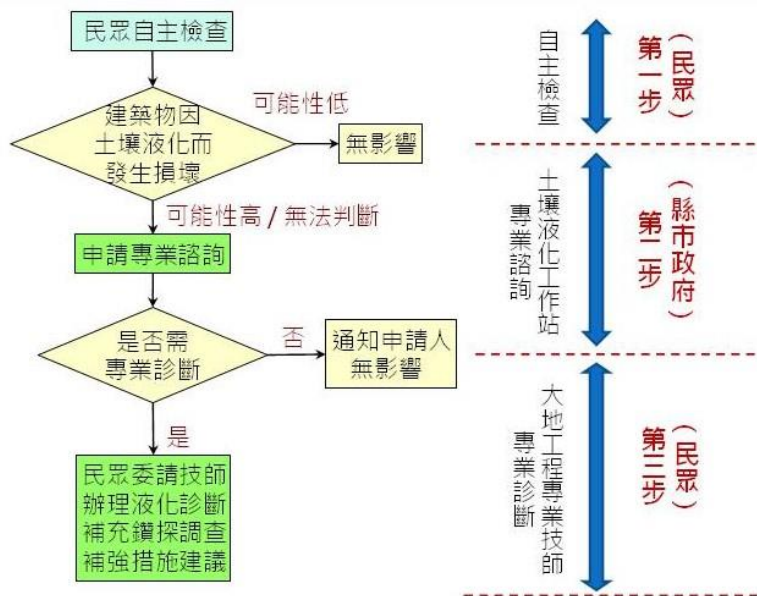 民眾自主檢查
建築物因
土壤液化而
發生損壞
可能性低
無影響
可能性高 / 無法判斷
申請專業諮詢
是否需
專業診斷
否
通知申請人
無影響
是
民眾委請技師
辦理液化診斷
補充鑽探調查
補強措施建議
自主檢查
第一步
(民眾)
土壤液化工作站
專業諮詢
第二步
(縣市政府)
大地工程專業技師
專業診斷
第三步
(民眾)